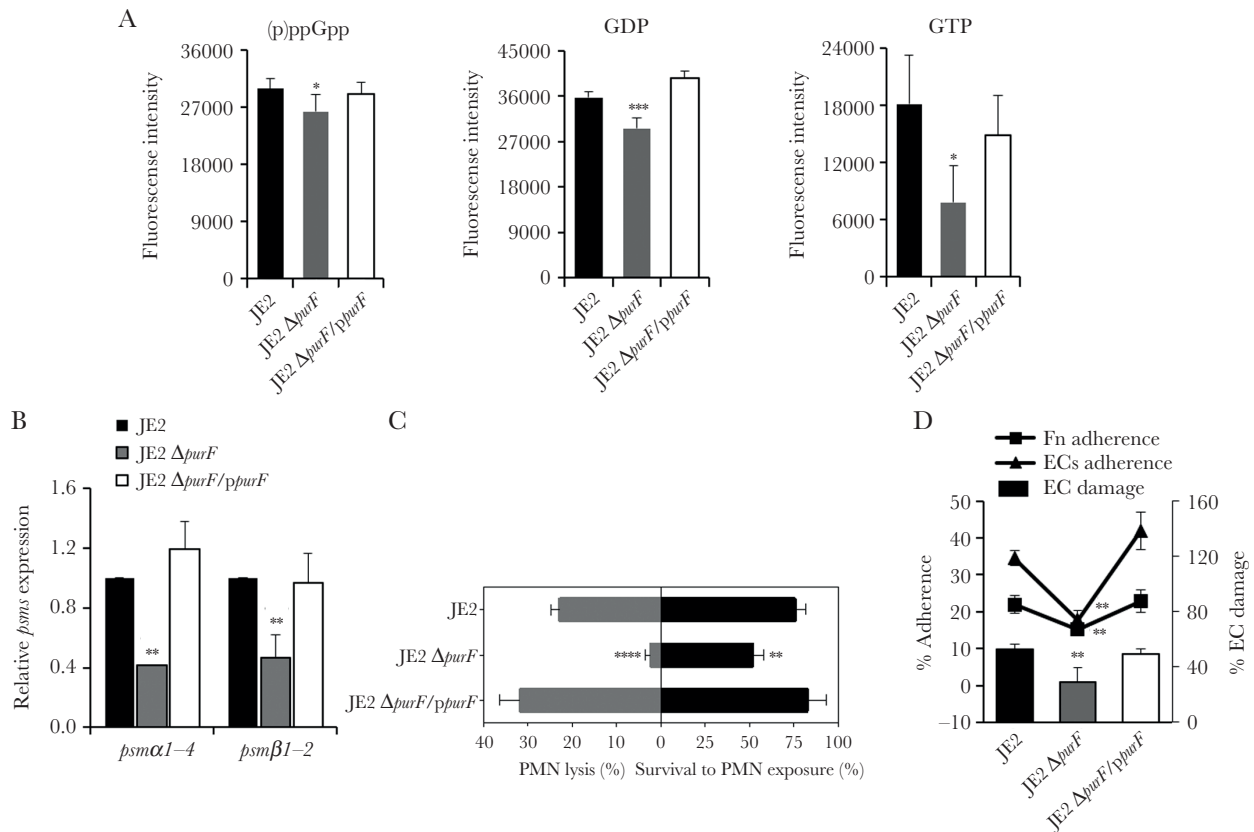 A
(p)ppGpp
Fluorescense intensity
36000
27000
18000
9000
0
*
JE2
JE2 ΔpurF
JE2 ΔpurF/ppurF
GDP
Fluorescense intensity
45000
36000
27000
18000
9000
0
***
JE2
JE2 ΔpurF
JE2 ΔpurF/ppurF
GTP
Fluorescense intensity
24000
18000
12000
6000
0
*
JE2
JE2 ΔpurF
JE2 ΔpurF/ppurF
B
JE2
JE2 ΔpurF
JE2 ΔpurF/ppurF
Relative psms expression
1.6
1.2
0.8
0.4
0.0
**
**
psmα1–4
psmβ1–2
C
JE2
JE2 ΔpurF
JE2 ΔpurF/ppurF
****
**
40 30 20 10 0 25 50 75 100
PMN lysis (%)
Survival to PMN exposure (%)
D
Fn adherence
ECs adherence
EC damage
% Adherence
50
40
30
20
10
0
−10
**
**
**
160
120
80
40
0
% EC damage
JE2
JE2 ΔpurF
JE2 ΔpurF/ppurF